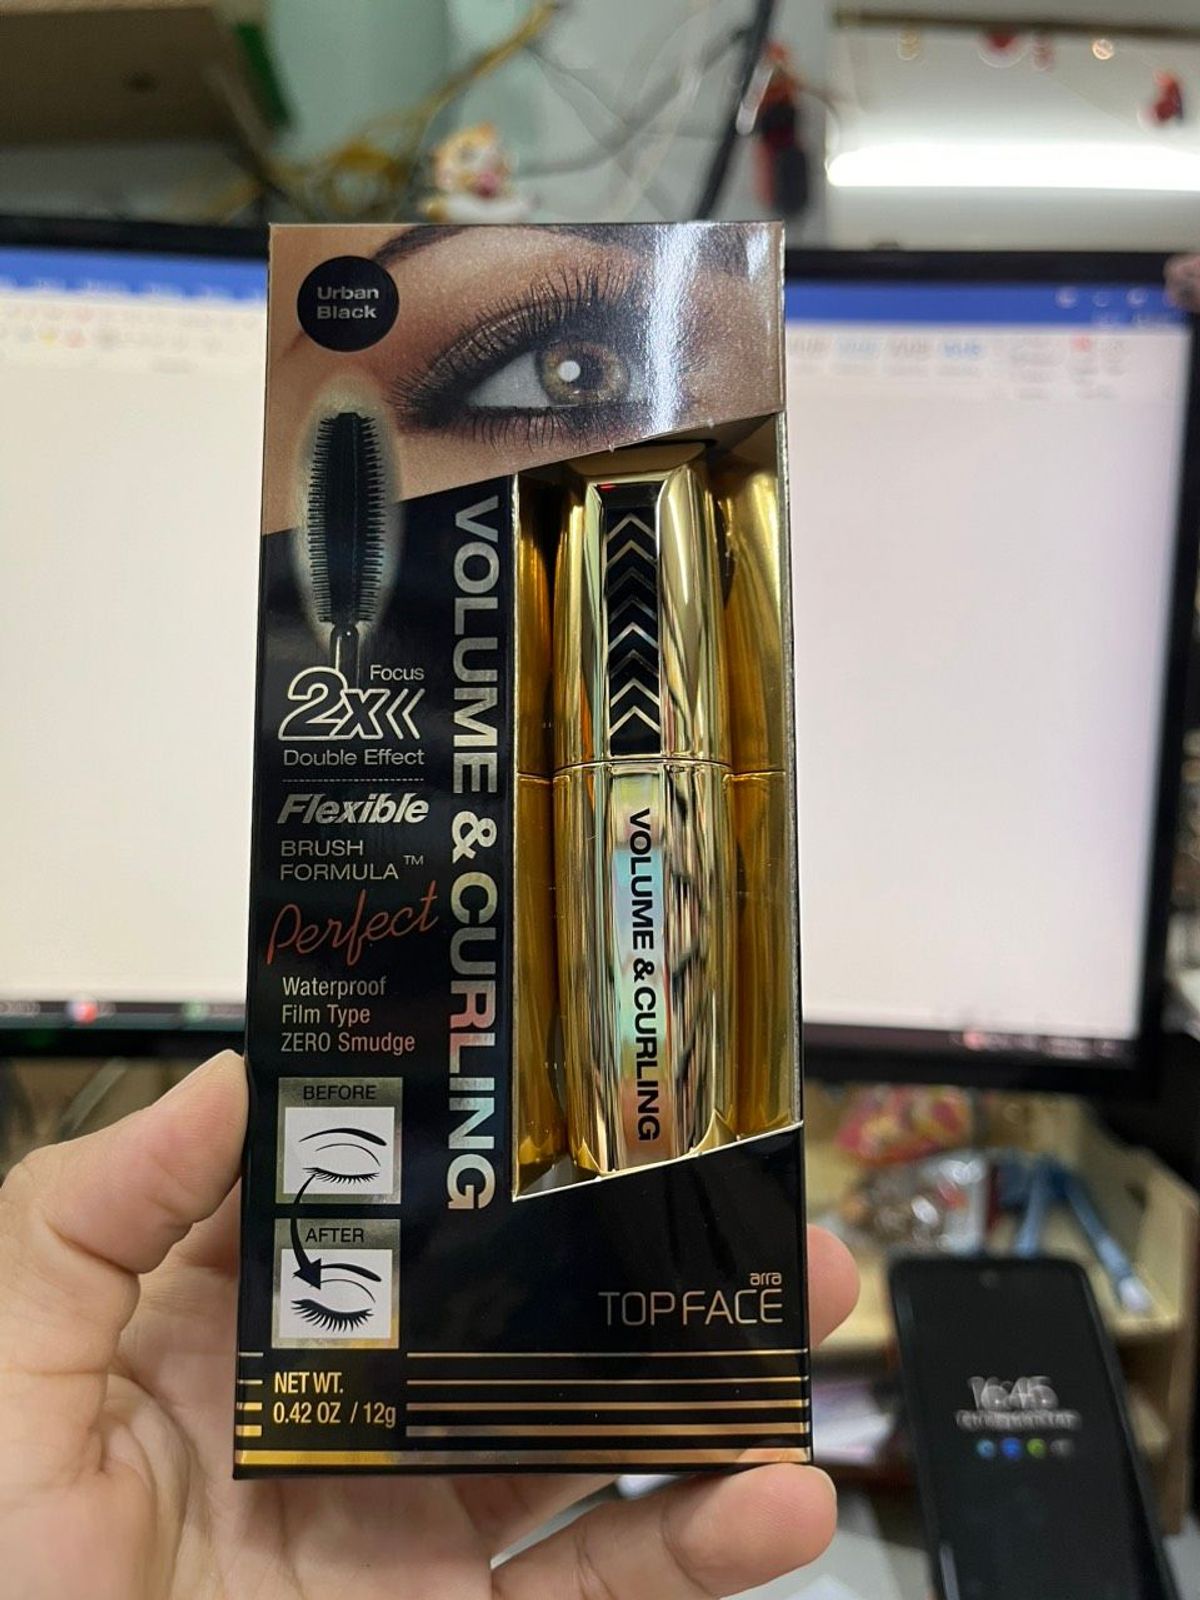 Urban
Black
Focus
2x
Double Effect
Flexible
BRUSH
FORMULA™
Perfect
Waterproof
Film Type
ZERO Smudge
VOLUME & CURLING
VOLUME & CURLING
BEFORE
AFTER
arra
TOPFACE
NET WT.
0.42 OZ / 12g
16:45